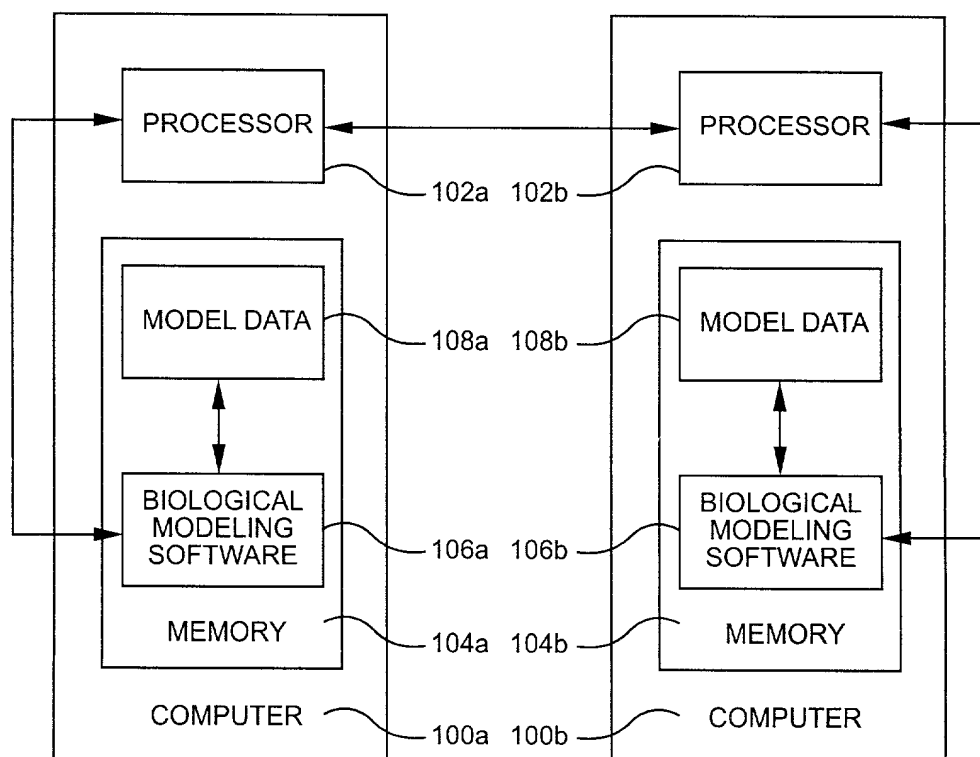 PROCESSOR
PROCESSOR
102a 102b
MODEL DATA
MODEL DATA
108a 108b
BIOLOGICAL
MODELING
SOFTWARE
BIOLOGICAL
MODELING
SOFTWARE
106a 106b
MEMORY
104a 104b
MEMORY
COMPUTER
100a 100b
COMPUTER